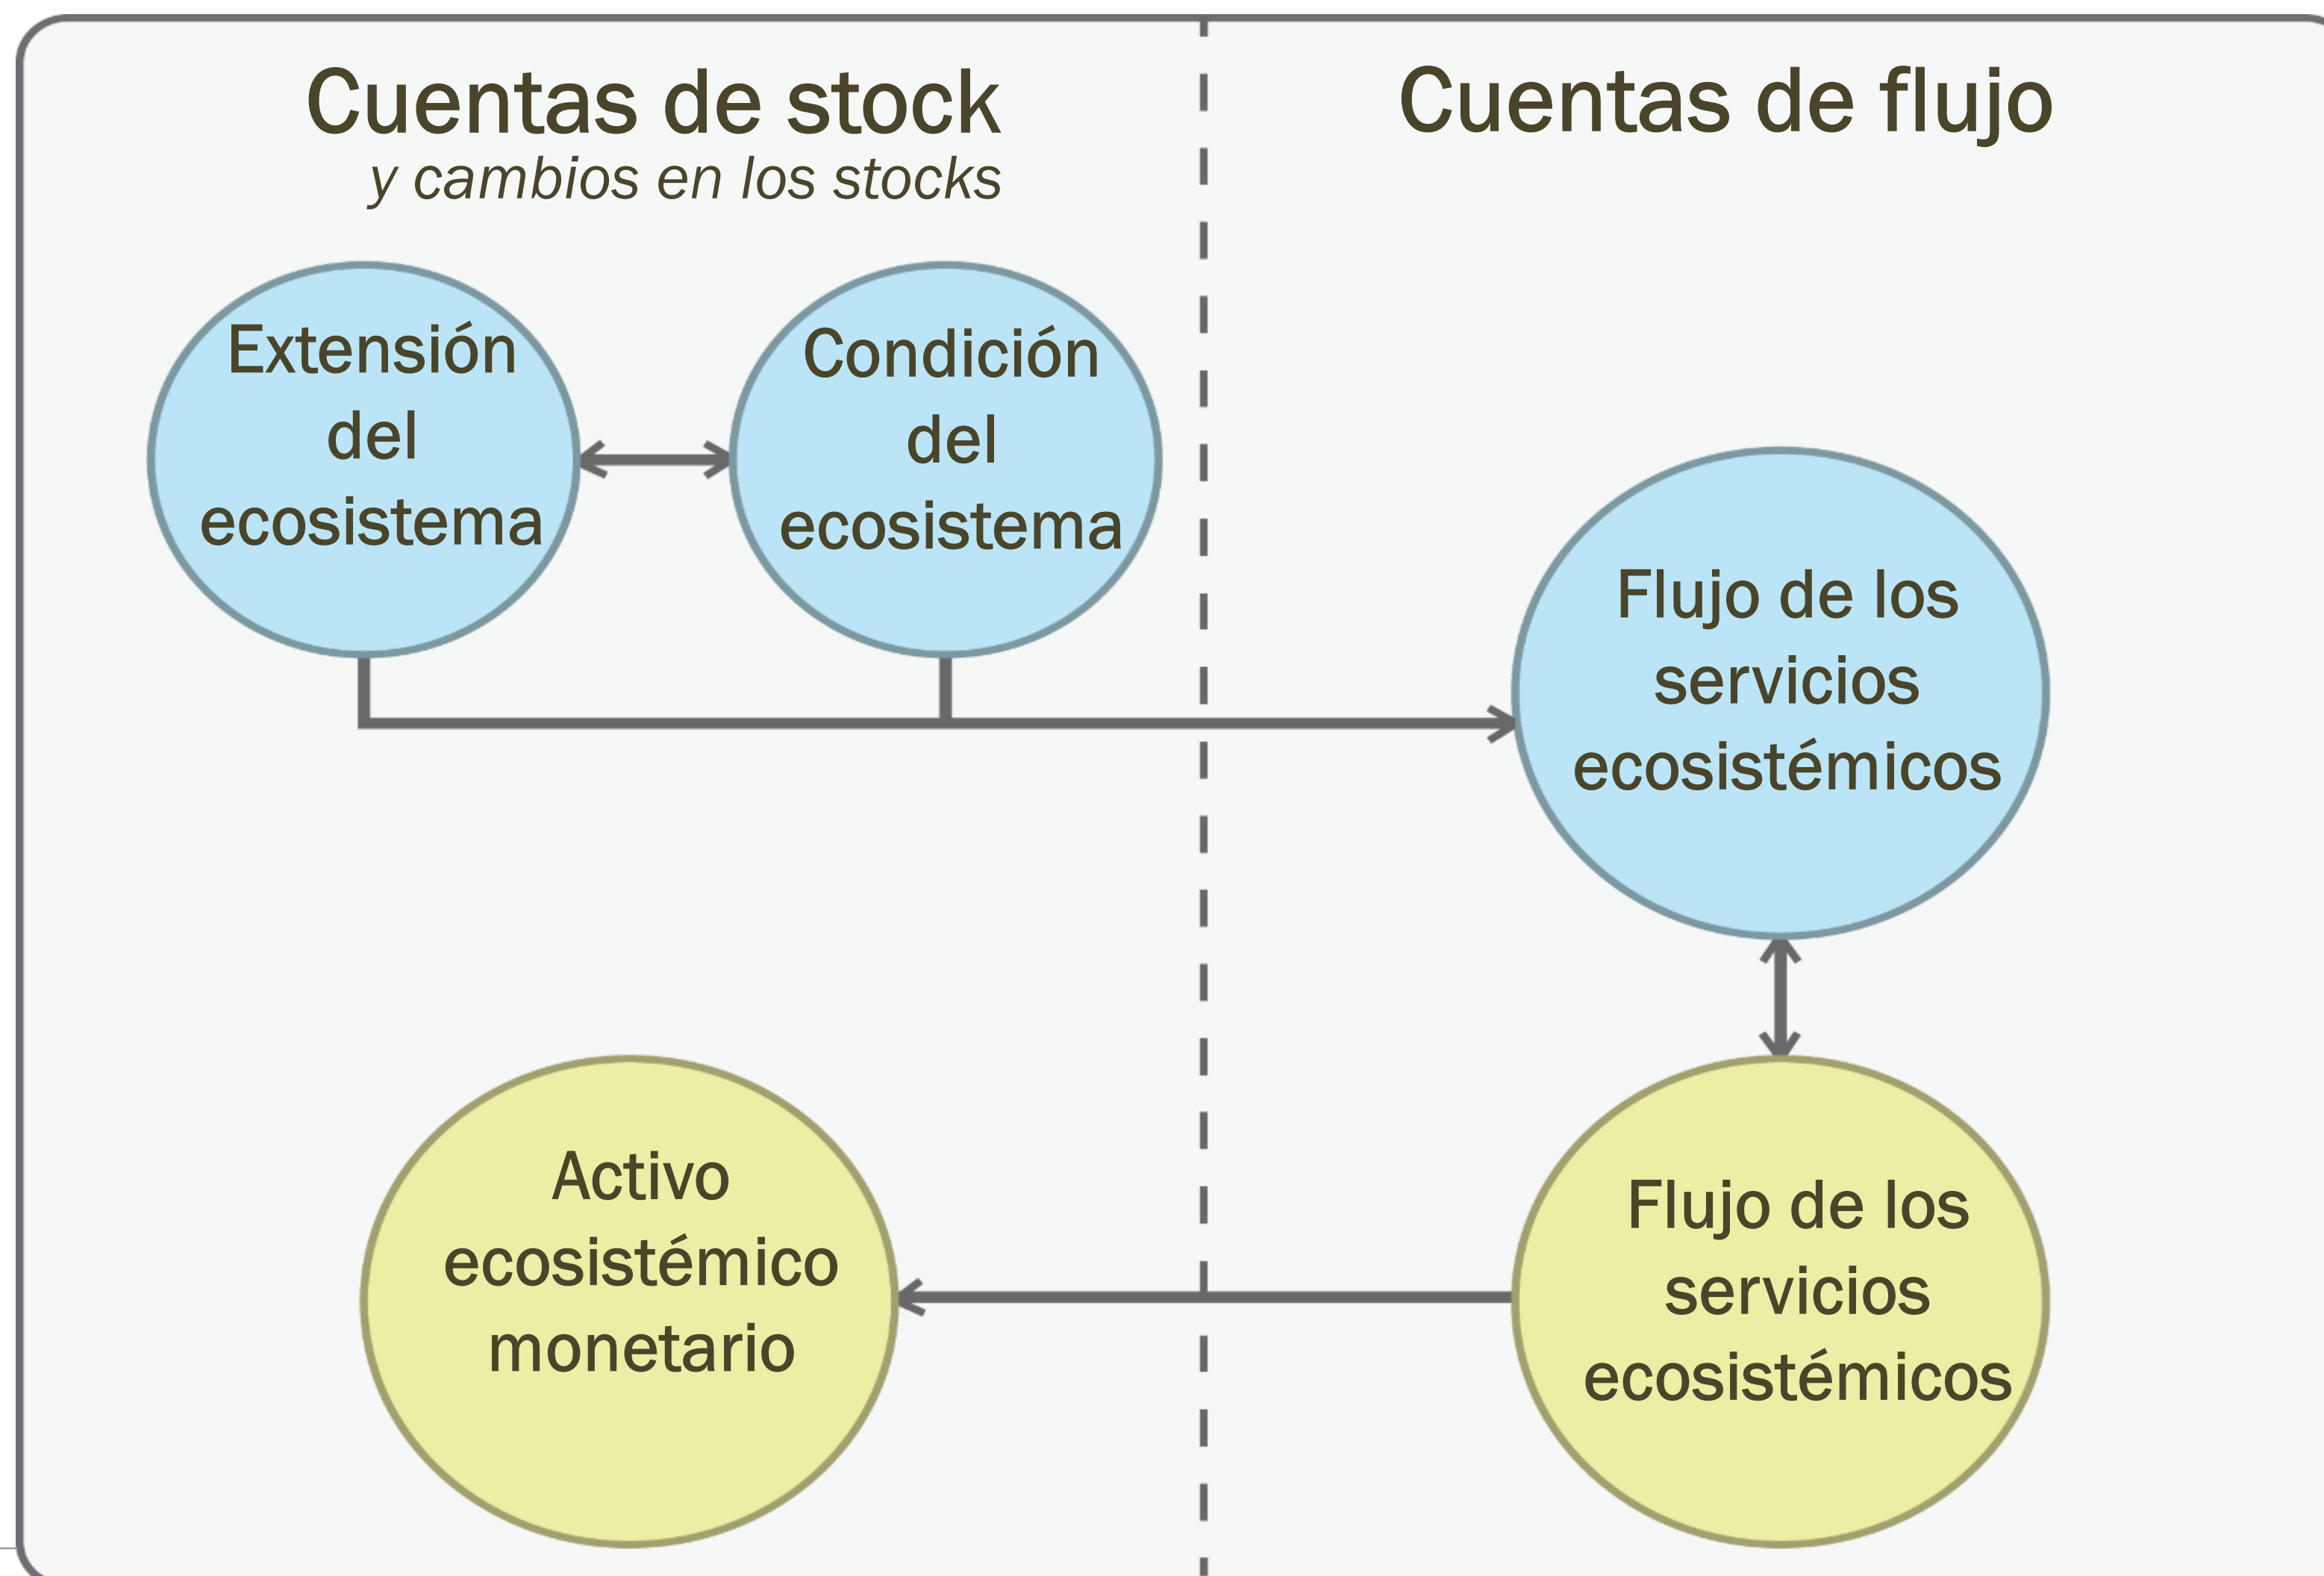 Cuentas de stock
y cambios en los stocks
Cuentas de flujo
Extensión
del
ecosistema
Condición
del
ecosistema
Flujo de los
servicios
ecosistémicos
Activo
ecosistémico
monetario
Flujo de los
servicios
ecosistémicos